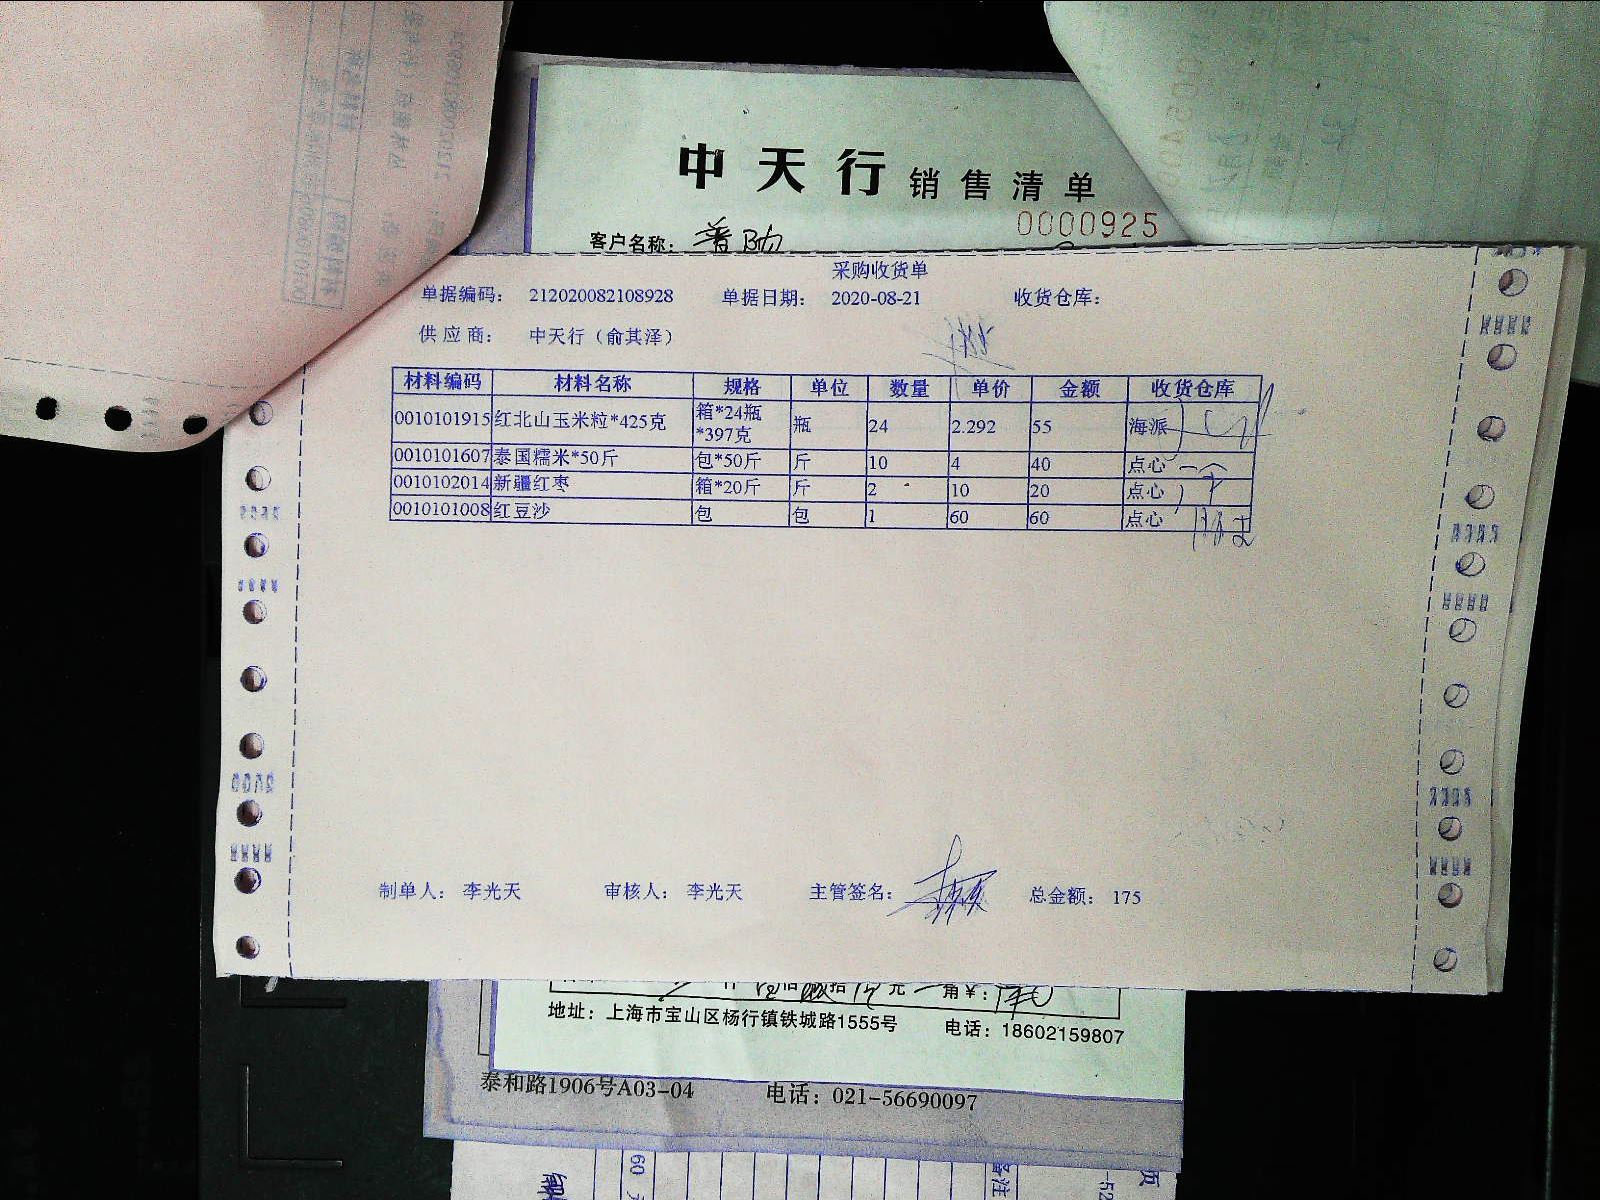 中天行 销售清单
0000925
客户名称：
采购收货单
单据编码： 212020082108928 单据日期： 2020-08-21 收货仓库：
供应商： 中天行（俞其泽）
材料编码 材料名称 规格 单位 数量 单价 金额 收货仓库
0010101915 红北山玉米粒*425克 箱*24瓶*397克 瓶 24 2.292 55 海派
0010101607 泰国糯米*50斤 包*50斤 斤 10 4 40 点心
0010102014 新疆红枣 箱*20斤 斤 2 10 20 点心
0010101008 红豆沙 包 包 1 60 60 点心
制单人： 李光天 审核人： 李光天 主管签名： 总金额： 175
元 角￥：
地址：上海市宝山区杨行镇铁城路1555号 电话：18602159807
泰和路1906号A03-04 电话：021-56690097
60
备注
页